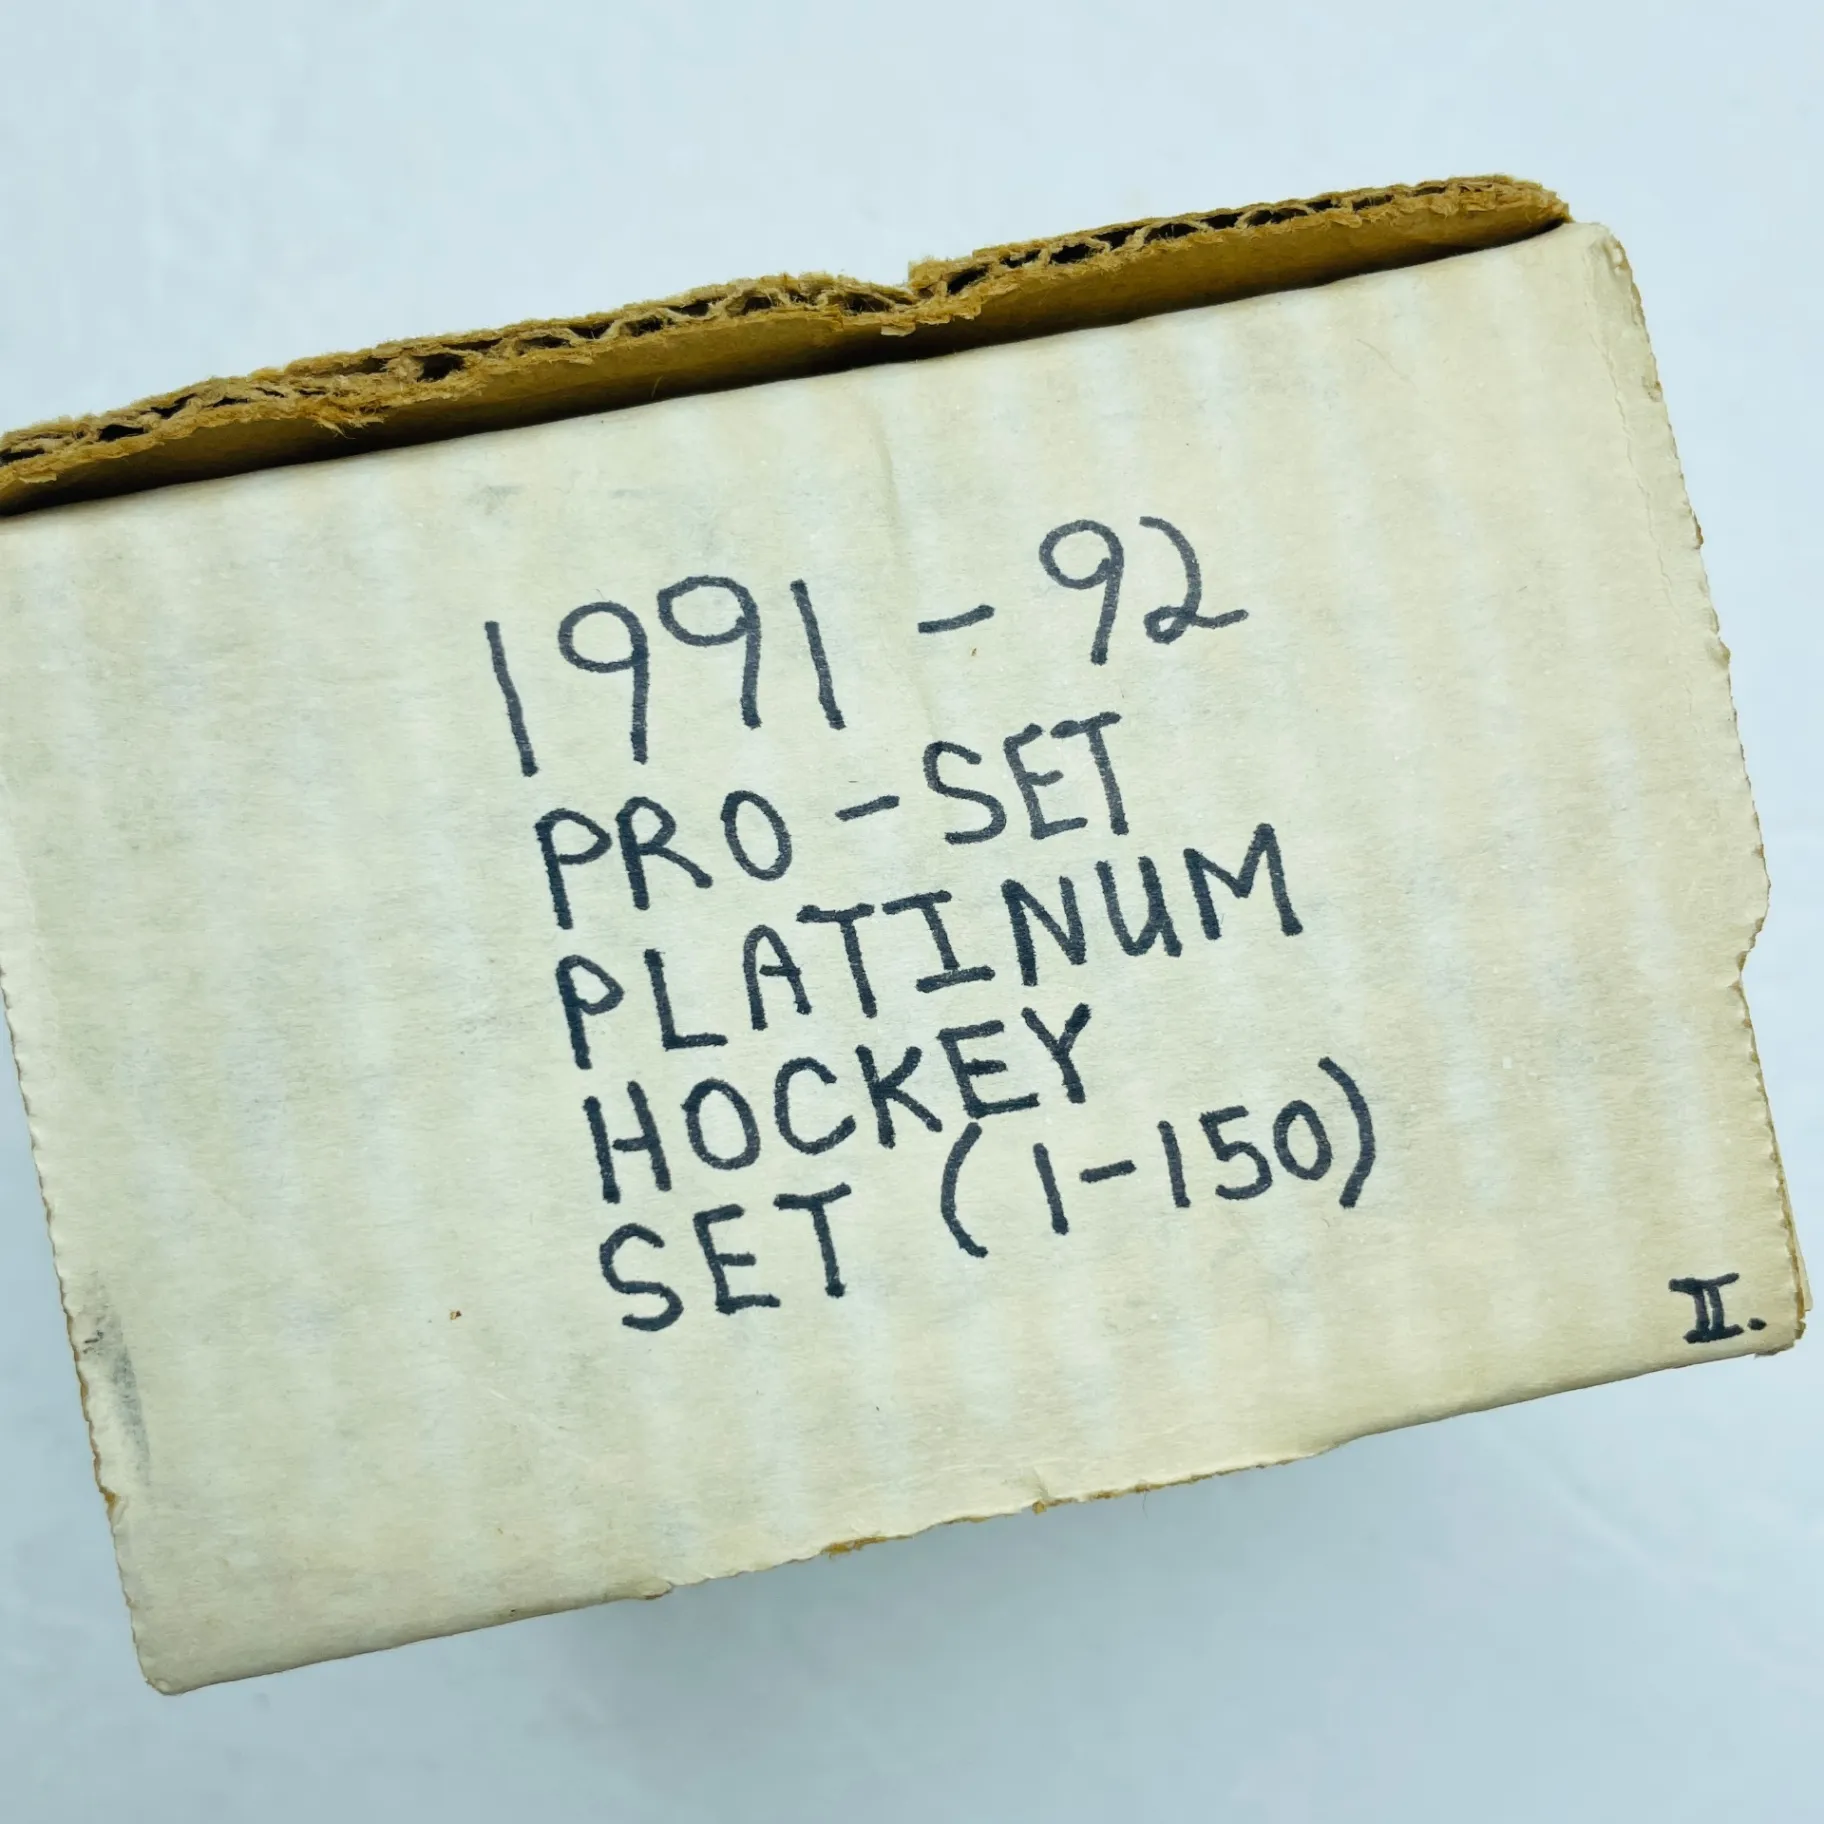 1991-92
PRO-SET
PLATINUM
HOCKEY
SET (1-150)
II.